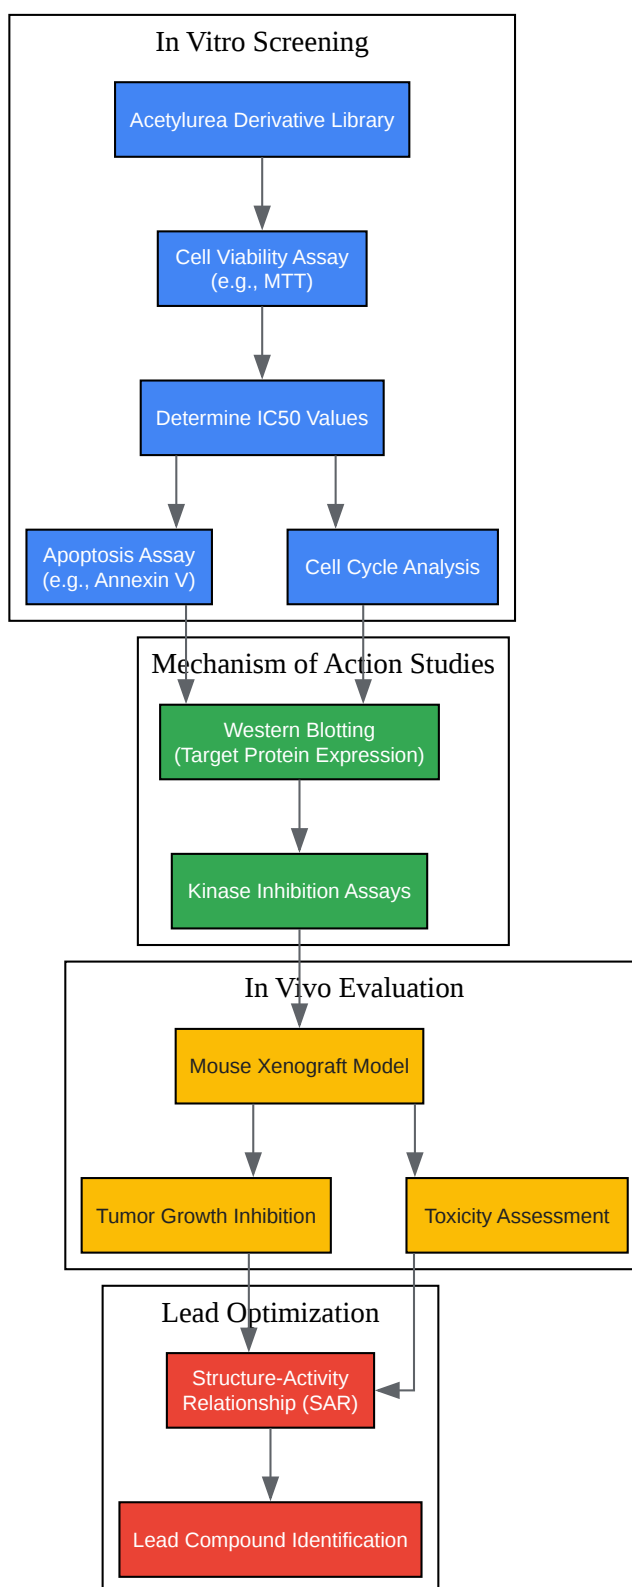 In Vitro Screening
Acetylurea Derivative Library
Cell Viability Assay
(e.g., MTT)
Determine IC50 Values
Apoptosis Assay
(e.g., Annexin V)
Cell Cycle Analysis
Mechanism of Action Studies
Western Blotting
(Target Protein Expression)
Kinase Inhibition Assays
In Vivo Evaluation
Mouse Xenograft Model
Tumor Growth Inhibition
Toxicity Assessment
Lead Optimization
Structure-Activity
Relationship (SAR)
Lead Compound Identification